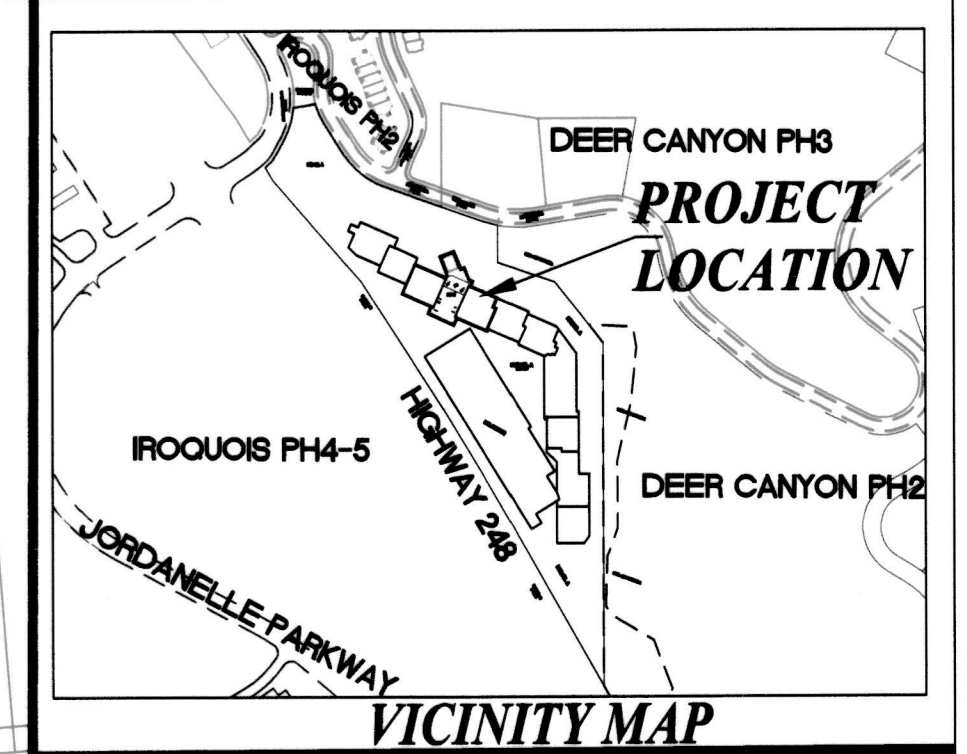 IROQUOIS PH2
DEER CANYON PH3
PROJECT
LOCATION
HIGHWAY 248
IROQUOIS PH4-5
DEER CANYON PH2
JORDANELLE PARKWAY
VICINITY MAP